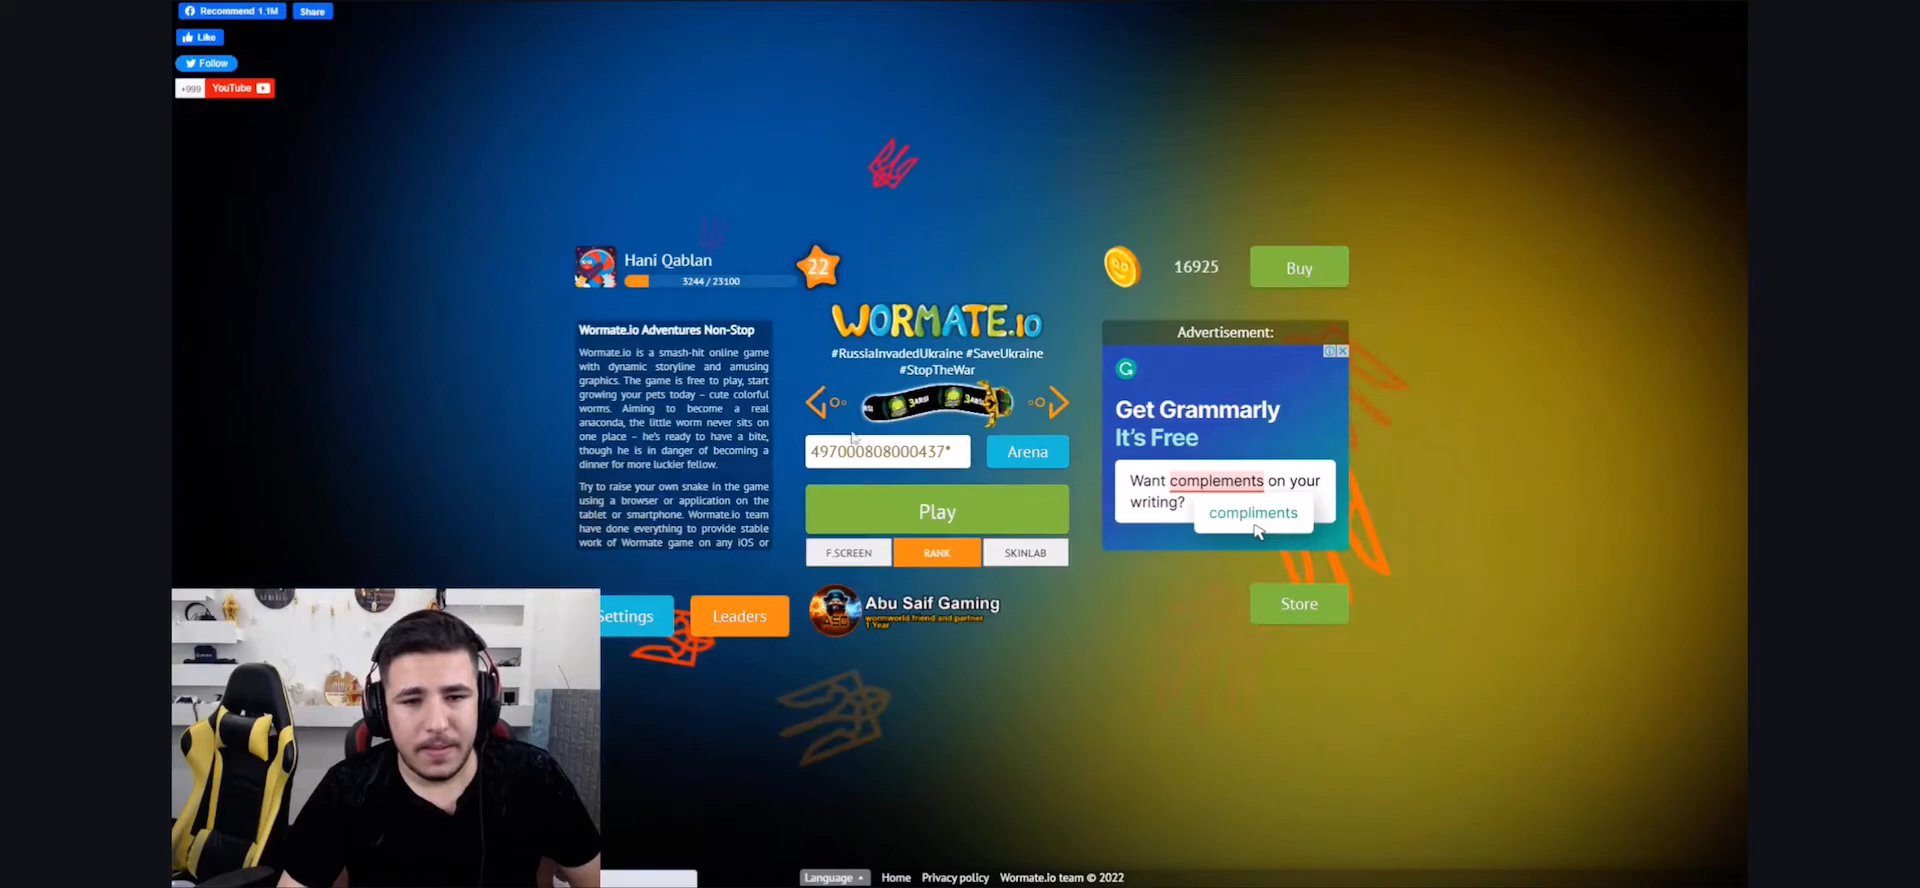 Recommend 1.1M
Share
Like
Follow
+999
YouTube
Hani Qablan
3244 / 23100
22
16925
Buy
Wormate.io Adventures Non-Stop
Wormate.io is a smash-hit online game
with dynamic storyline and amusing
graphics. The game is free to play, start
growing your pets today – cute colorful
worms. Aiming to become a real
anaconda, the little worm never sits on
one place – he's ready to have a bite,
though he is in danger of becoming a
dinner for more luckier fellow.
Try to raise your own snake in the game
using a browser or application on the
tablet or smartphone. Wormate.io team
have done everything to provide stable
work of Wormate game on any iOS or
WORMATE.IO
#RussiaInvadedUkraine #SaveUkraine
#StopTheWar
3ARSI
497000808000437*
Arena
Play
F.SCREEN
RANK
SKINLAB
Advertisement:
Get Grammarly
It's Free
Want complements on your
writing?
compliments
Settings
Leaders
Abu Saif Gaming
wormworld friend and partner
1 Year
Store
Language
Home
Privacy policy
Wormate.io team © 2022